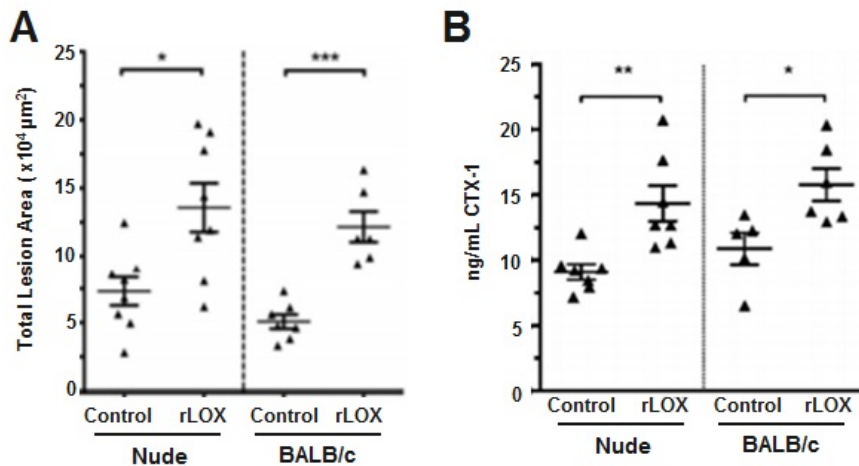 A
Total Lesion Area ( x10⁴ µm²)
25
20
15
10
5
0
*
***
Control rLOX Control rLOX
Nude BALB/c
B
ng/mL CTX-1
25
20
15
10
5
0
**
*
Control rLOX Control rLOX
Nude BALB/c